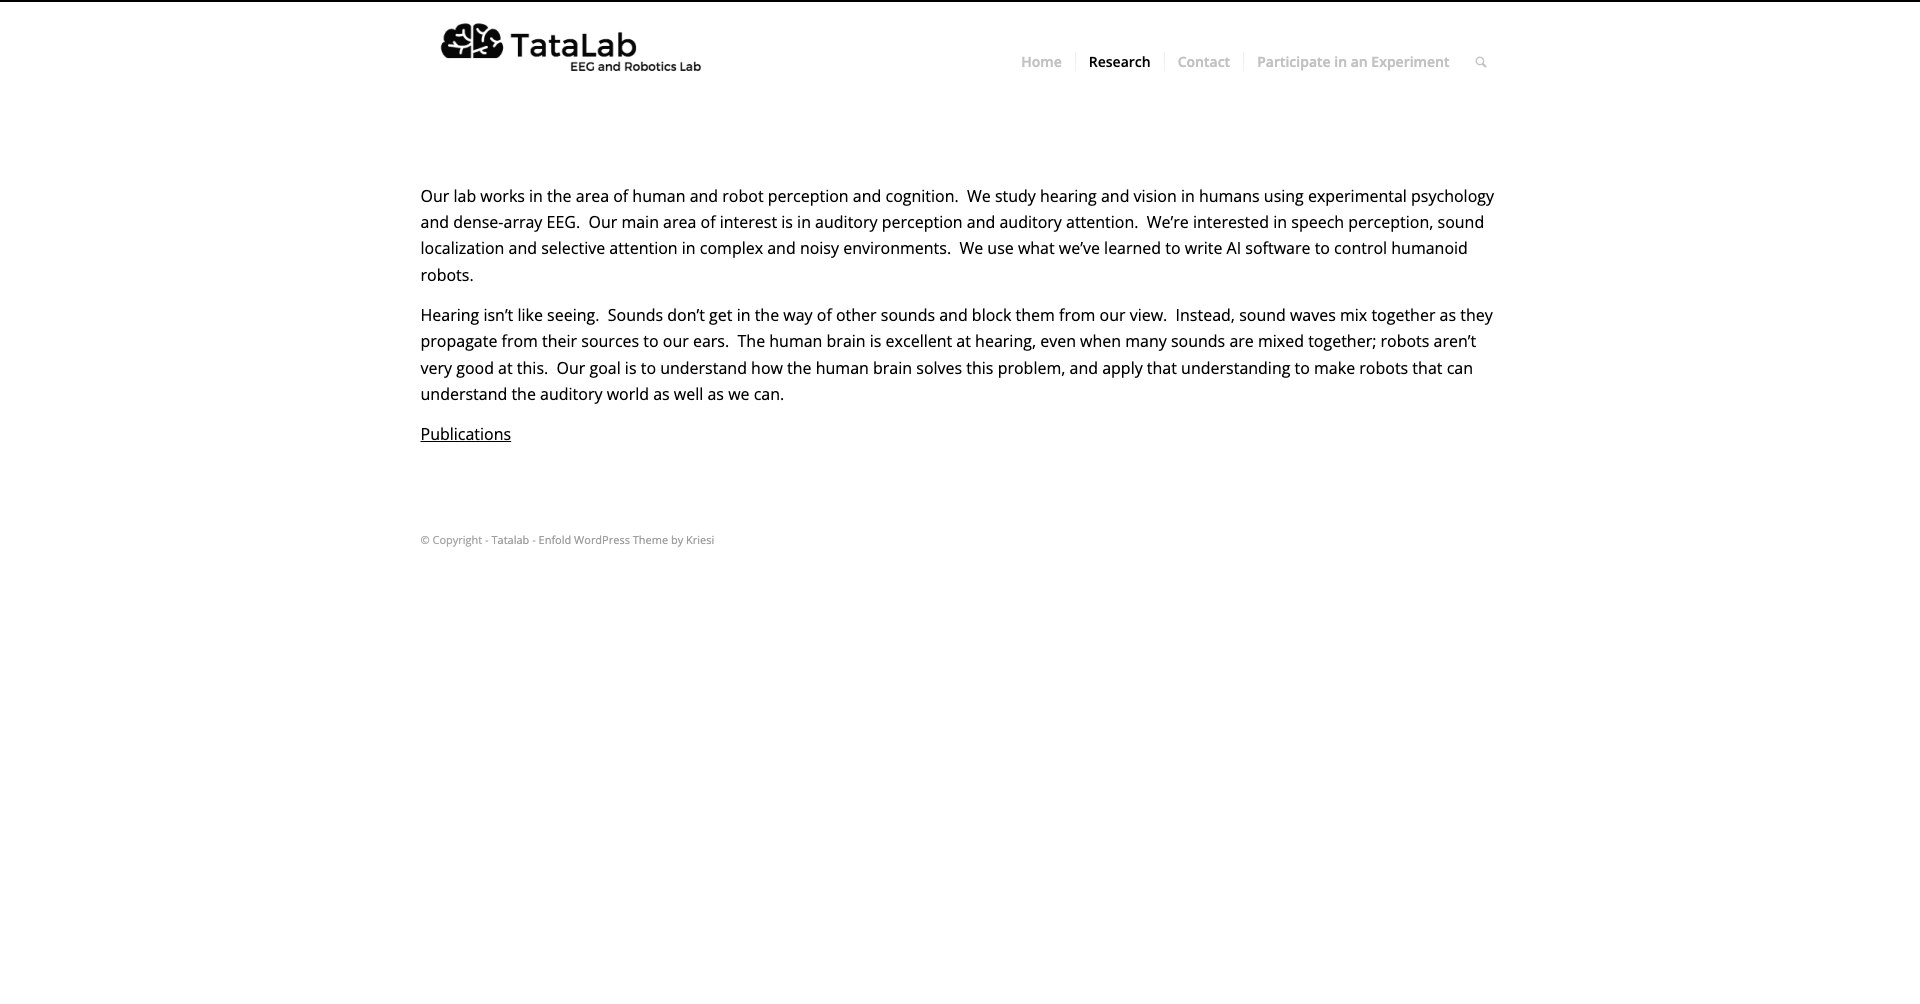 TataLab
EEG and Robotics Lab
Home
Research
Contact
Participate in an Experiment
Our lab works in the area of human and robot perception and cognition.  We study hearing and vision in humans using experimental psychology
and dense-array EEG.  Our main area of interest is in auditory perception and auditory attention.  We’re interested in speech perception, sound
localization and selective attention in complex and noisy environments.  We use what we’ve learned to write AI software to control humanoid
robots.
Hearing isn’t like seeing.  Sounds don’t get in the way of other sounds and block them from our view.  Instead, sound waves mix together as they
propagate from their sources to our ears.  The human brain is excellent at hearing, even when many sounds are mixed together; robots aren’t
very good at this.  Our goal is to understand how the human brain solves this problem, and apply that understanding to make robots that can
understand the auditory world as well as we can.
Publications
© Copyright - Tatalab - Enfold WordPress Theme by Kriesi